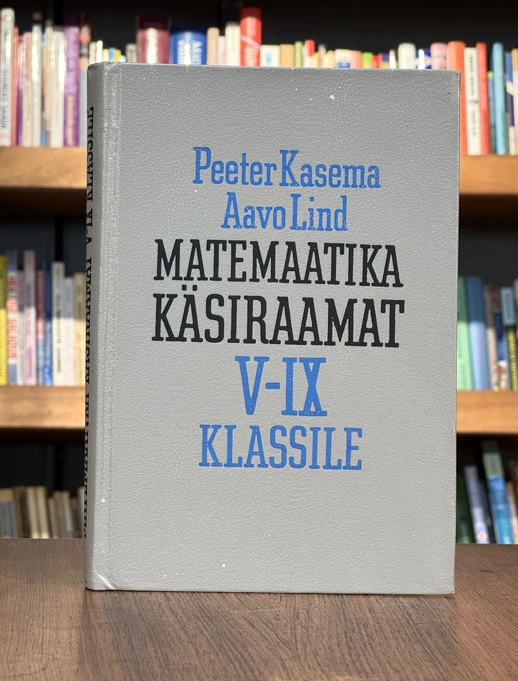 Peeter Kasema
Aavo Lind
MATEMAATIKA
KÄSIRAAMAT
V-IX
KLASSILE